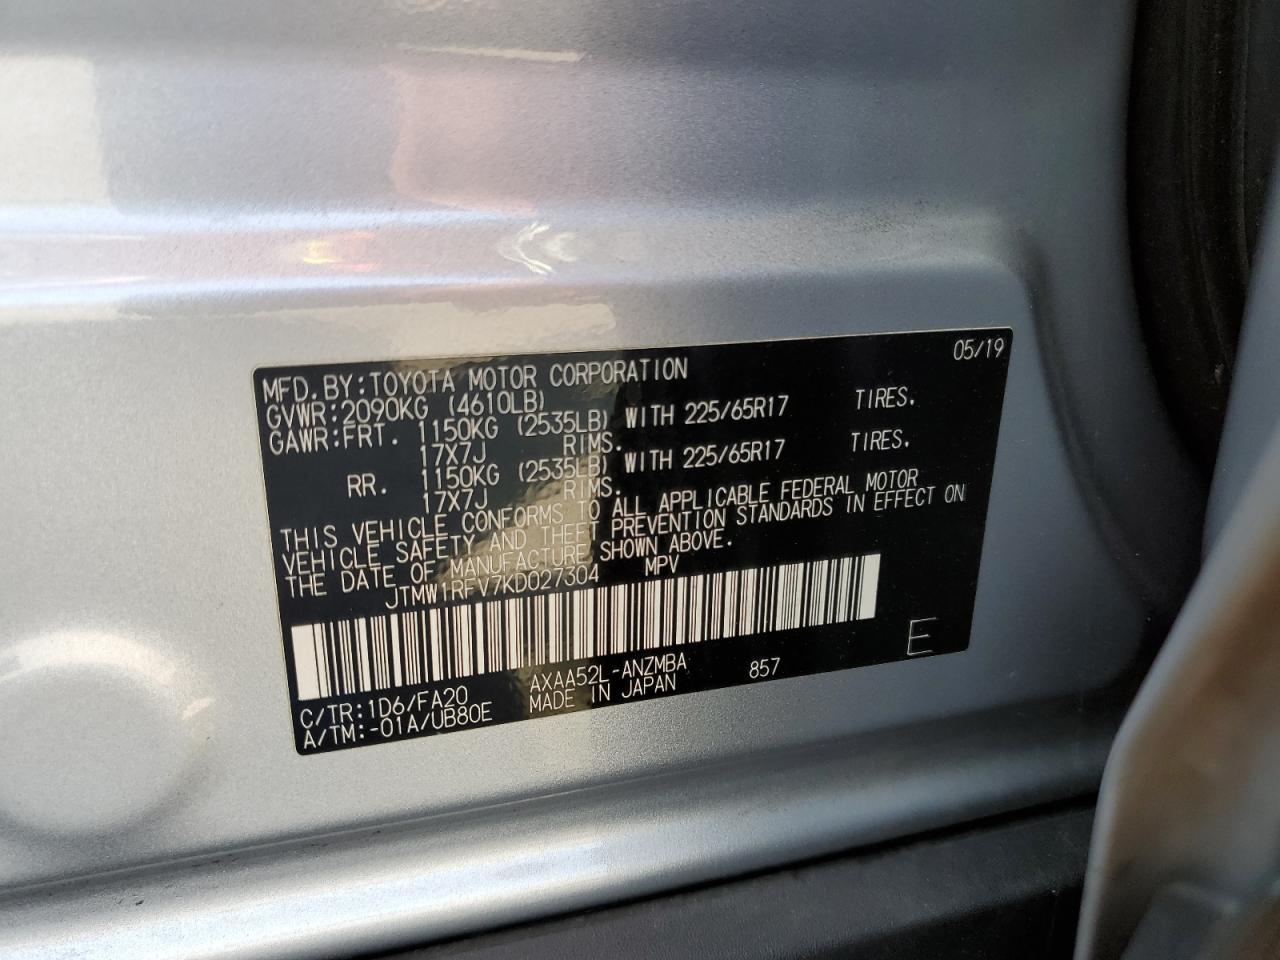 05/19
MFD.BY:TOYOTA MOTOR CORPORATION
GVWR:2090KG (4610LB)
GAWR:FRT. 1150KG (2535LB) WITH 225/65R17 TIRES.
17X7J RIMS.
RR. 1150KG (2535LB) WITH 225/65R17 TIRES.
17X7J RIMS.
THIS VEHICLE CONFORMS TO ALL APPLICABLE FEDERAL MOTOR
VEHICLE SAFETY AND THEFT PREVENTION STANDARDS IN EFFECT ON
THE DATE OF MANUFACTURE SHOWN ABOVE.
JTMW1RFV7KD027304 MPV
E
C/TR:1D6/FA20 AXAA52L-ANZMBA 857
A/TM:-01A/UB80E MADE IN JAPAN